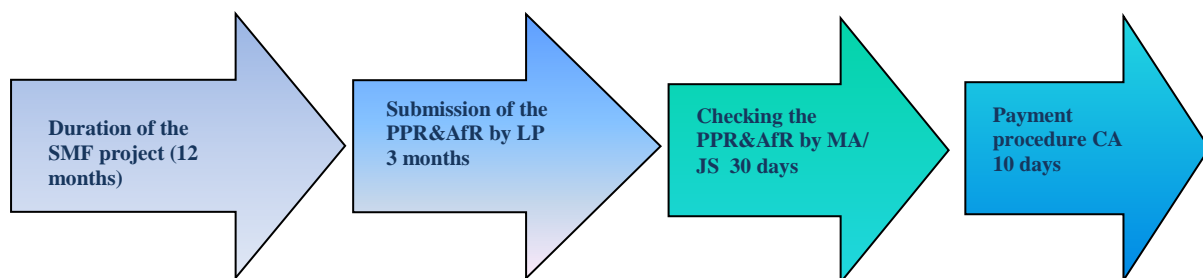 Duration of the
SMF project (12
months)
Submission of the
PPR&AfR by LP
3 months
Checking the
PPR&AfR by MA/
JS 30 days
Payment
procedure CA
10 days